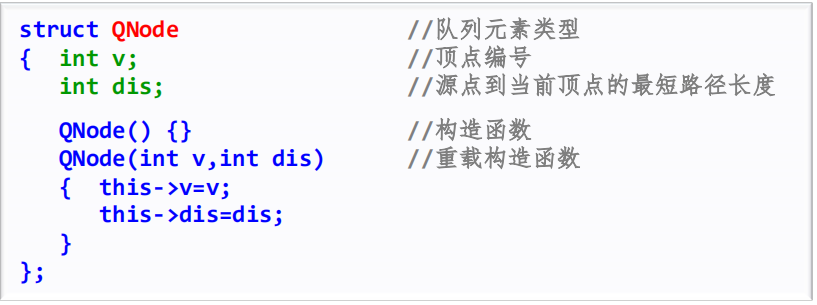 struct QNode //队列元素类型
{ int v; //顶点编号
int dis; //源点到当前顶点的最短路径长度
QNode() {} //构造函数
QNode(int v,int dis) //重载构造函数
{ this->v=v;
this->dis=dis;
}
};